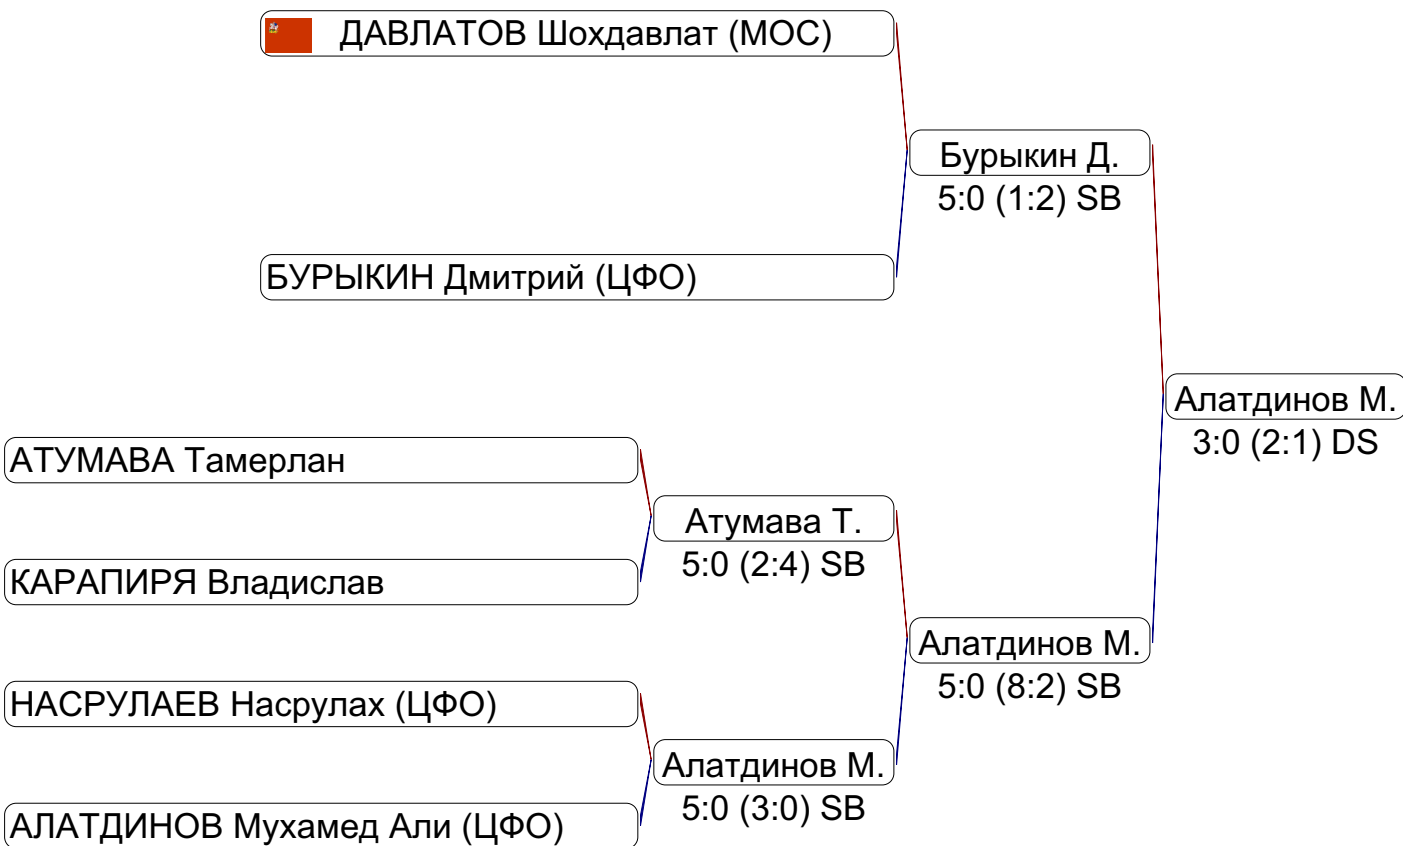 ДАВЛАТОВ Шохдавлат (МОС)
Бурыкин Д.
5:0 (1:2) SB
БУРЫКИН Дмитрий (ЦФО)
Алатдинов М.
3:0 (2:1) DS
АТУМАВА Тамерлан
Атумава Т.
5:0 (2:4) SB
КАРАПИРЯ Владислав
Алатдинов М.
5:0 (8:2) SB
НАСРУЛАЕВ Насрулах (ЦФО)
Алатдинов М.
5:0 (3:0) SB
АЛАТДИНОВ Мухамед Али (ЦФО)